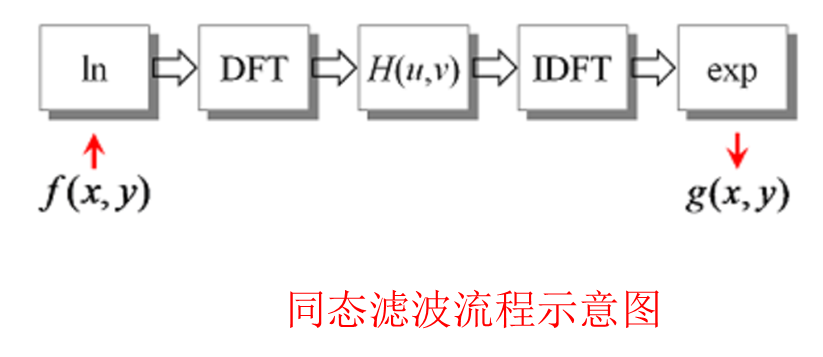 ln DFT H(u,v) IDFT exp
f(x, y) g(x, y)
同态滤波流程示意图